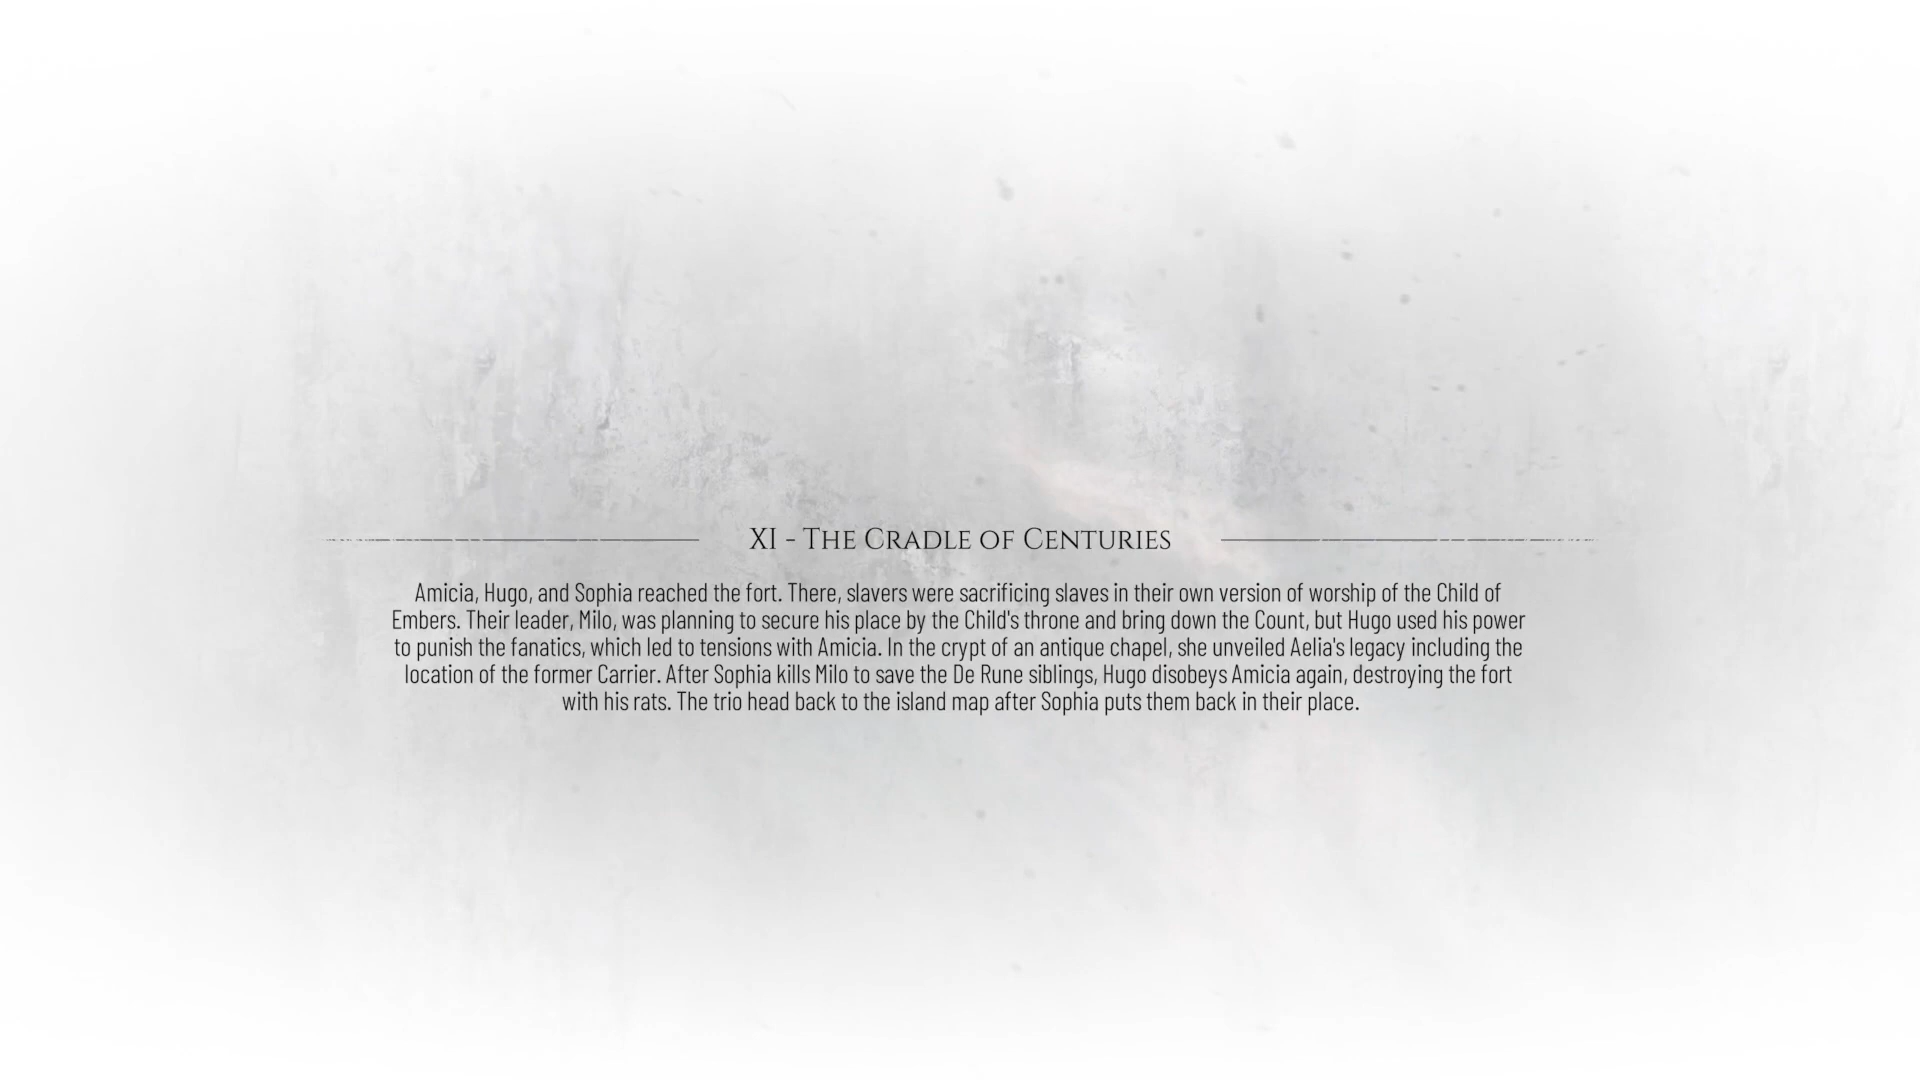 XI - The Cradle of Centuries
Amicia, Hugo, and Sophia reached the fort. There, slavers were sacrificing slaves in their own version of worship of the Child of
Embers. Their leader, Milo, was planning to secure his place by the Child's throne and bring down the Count, but Hugo used his power
to punish the fanatics, which led to tensions with Amicia. In the crypt of an antique chapel, she unveiled Aelia's legacy including the
location of the former Carrier. After Sophia kills Milo to save the De Rune siblings, Hugo disobeys Amicia again, destroying the fort
with his rats. The trio head back to the island map after Sophia puts them back in their place.